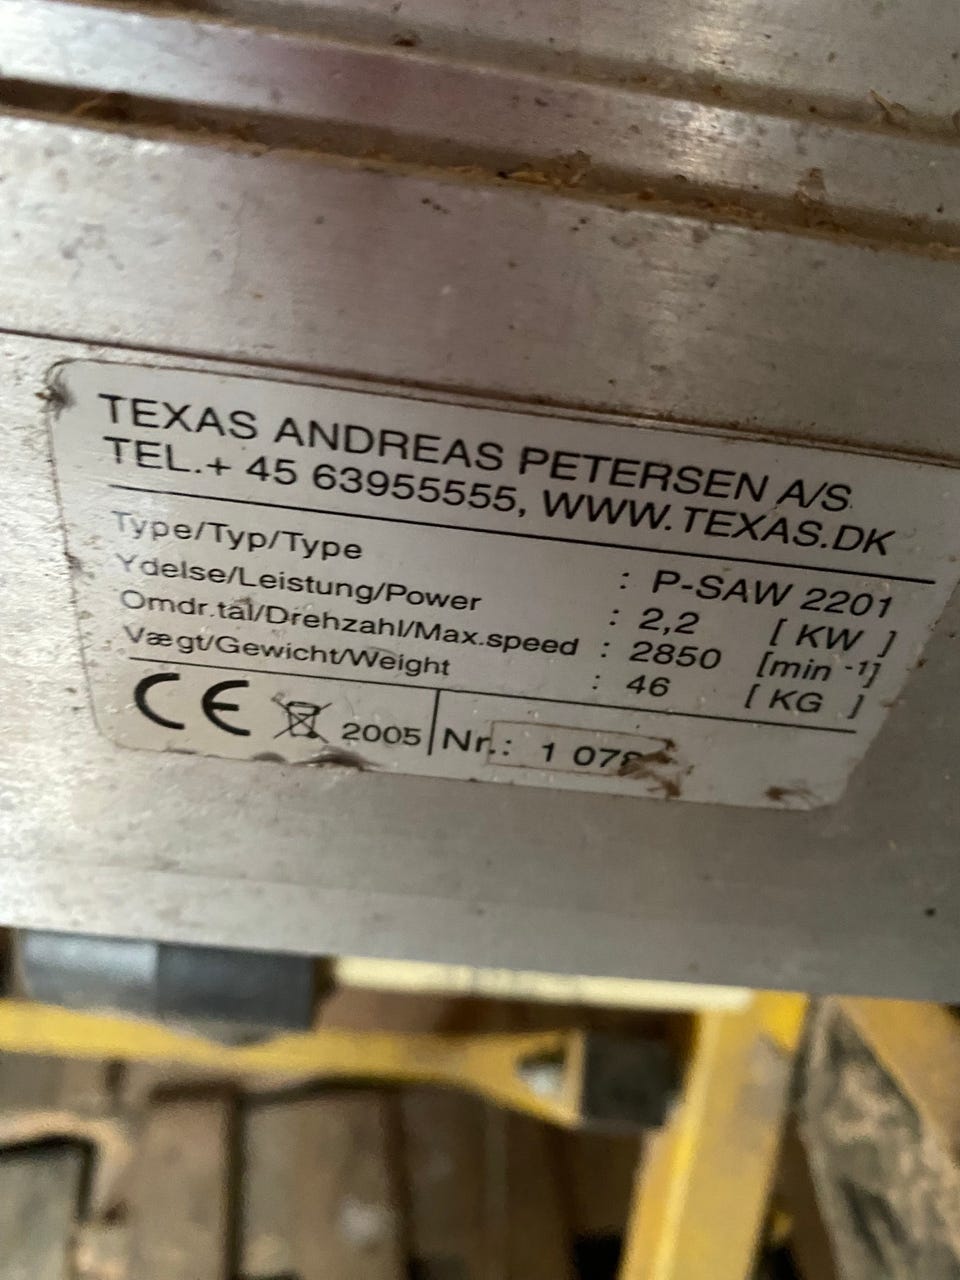 TEXAS ANDREAS PETERSEN A/S
TEL.+ 45 63955555, WWW.TEXAS.DK
Type/Typ/Type : P-SAW 2201
Ydelse/Leistung/Power : 2,2 [ KW ]
Omdr.tal/Drehzahl/Max.speed : 2850 [min -1]
Vægt/Gewicht/Weight : 46 [ KG ]
CE 2005 Nr.: 1